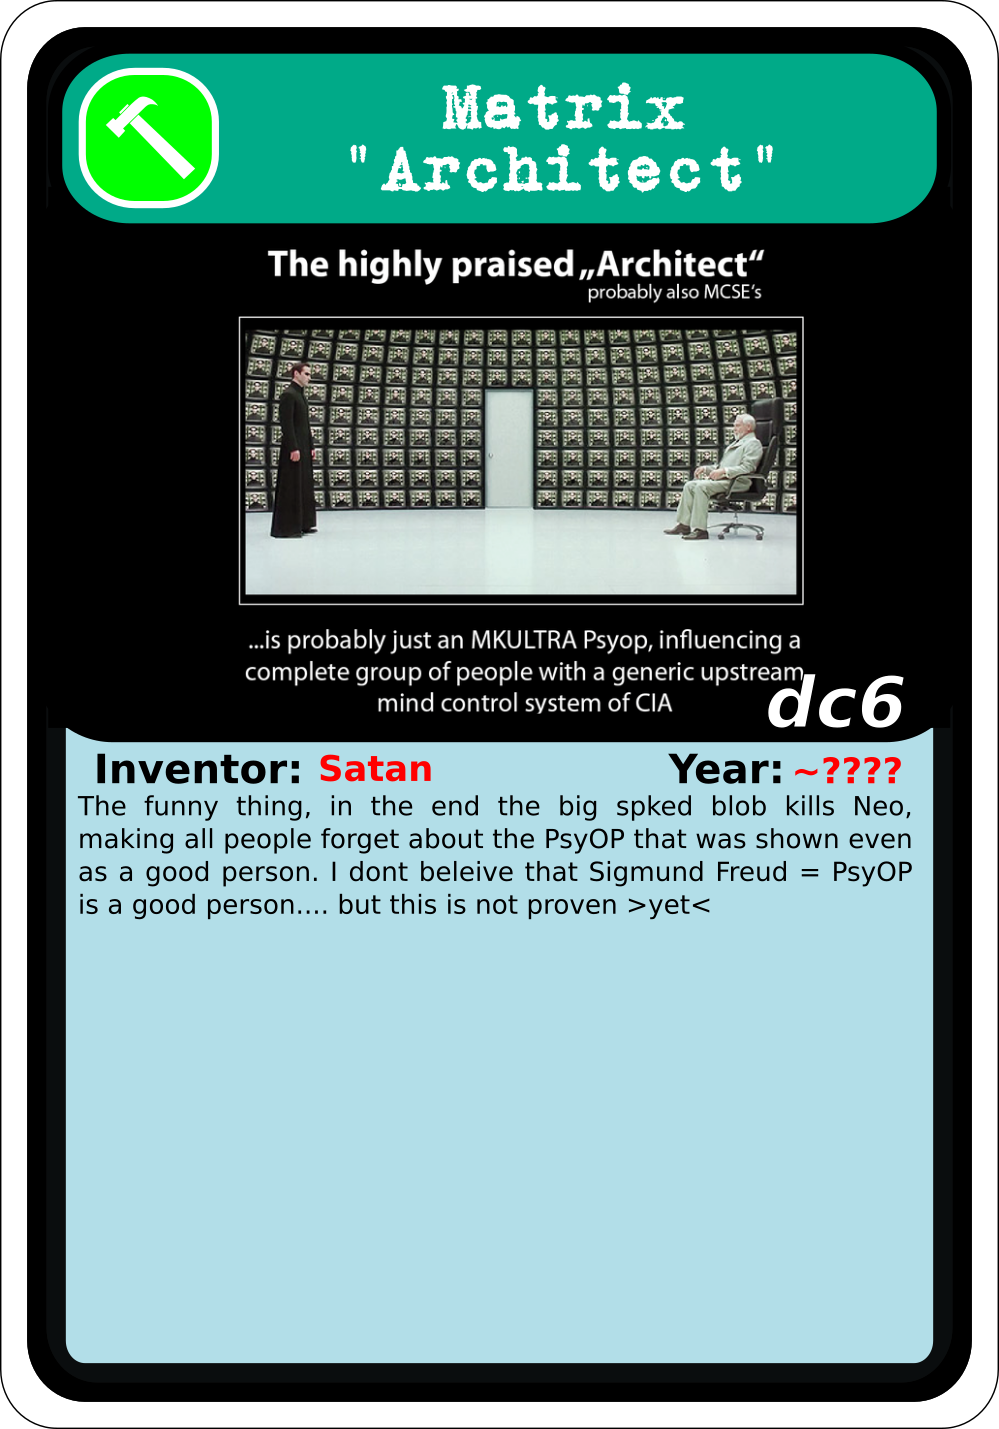 Matrix
"Architect"
The highly praised „Architect“
probably also MCSE‘s
...is probably just an MKULTRA Psyop, influencing a
complete group of people with a generic upstream
mind control system of CIA
dc6
Inventor: Satan Year: ~????
The funny thing, in the end the big spked blob kills Neo,
making all people forget about the PsyOP that was shown even
as a good person. I dont beleive that Sigmund Freud = PsyOP
is a good person.... but this is not proven >yet<